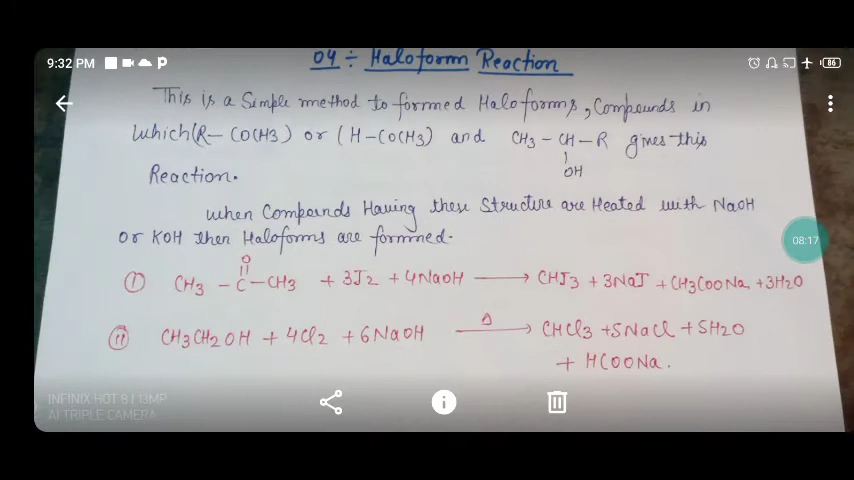 9:32 PM
86
04 ÷ Haloform Reaction
This is a Simple method to formed Haloforms, Compounds in
which (R-COCH3) or (H-COCH3) and CH3-CH-R gives this
OH
Reaction.
when Compounds Having these Structure are Heated with NaOH
or KOH then Haloforms are formed.
08:17
O
(I) CH3-C-CH3 + 3I2 + 4NaOH → CHI3 + 3NaI + CH3COONa + 3H2O
(II) CH3CH2OH + 4Cl2 + 6NaOH Δ→ CHCl3 + 5NaCl + 5H2O
+ HCOONa.
INFINIX HOT 8 | 13MP
AI TRIPLE CAMERA